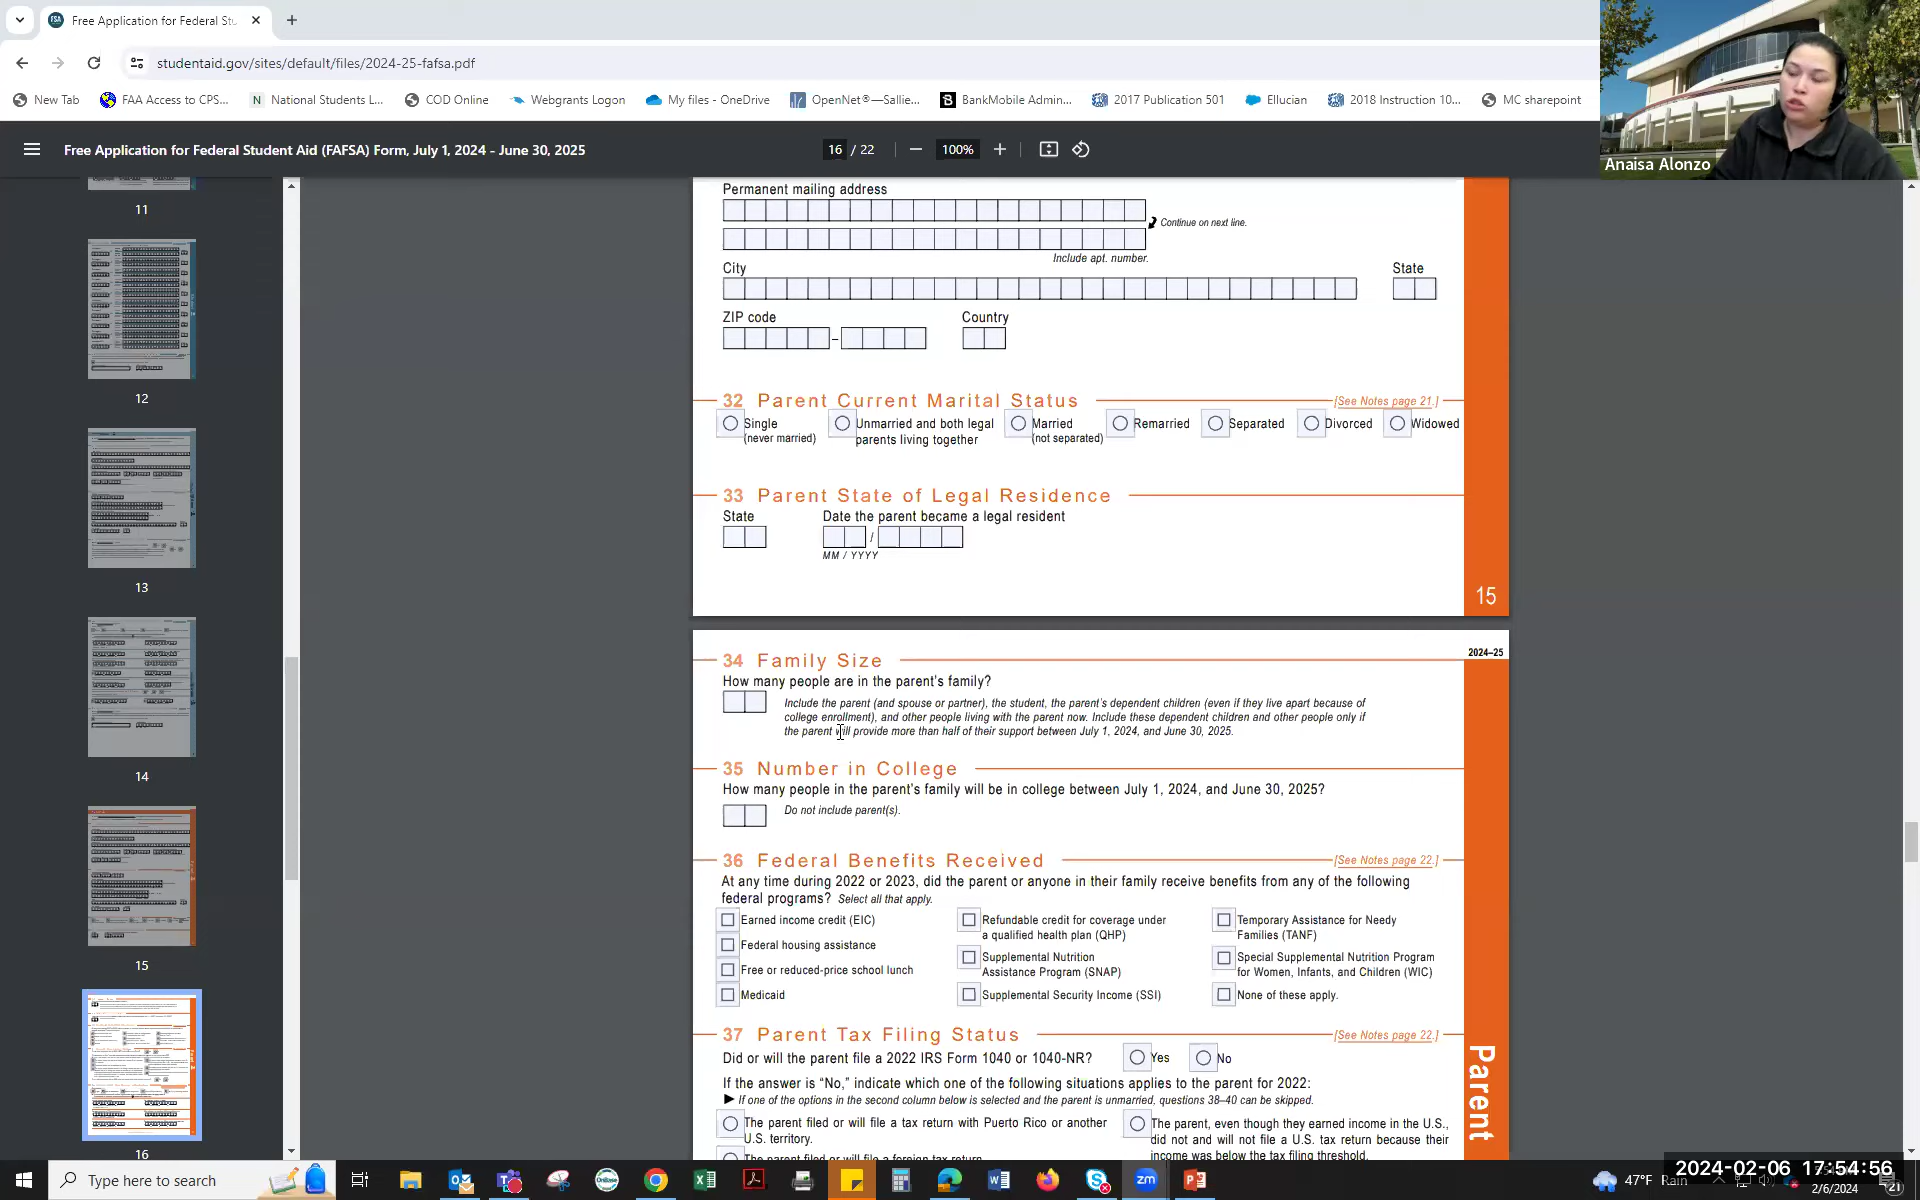 Free Application for Federal Stu
studentaid.gov/sites/default/files/2024-25-fafsa.pdf
New Tab
FAA Access to CPS...
National Students L...
COD Online
Webgrants Logon
My files - OneDrive
OpenNet®—Sallie...
BankMobile Admin...
2017 Publication 501
Ellucian
2018 Instruction 10...
MC sharepoint
Anaisa Alonzo
Free Application for Federal Student Aid (FAFSA) Form, July 1, 2024 - June 30, 2025
16 / 22
100%
11
12
13
14
15
16
Permanent mailing address
Continue on next line.
Include apt. number.
City
State
ZIP code
Country
32 Parent Current Marital Status
[See Notes page 21.]
Single
(never married)
Unmarried and both legal
parents living together
Married
(not separated)
Remarried
Separated
Divorced
Widowed
33 Parent State of Legal Residence
State
Date the parent became a legal resident
/
MM / YYYY
15
2024–25
34 Family Size
How many people are in the parent's family?
Include the parent (and spouse or partner), the student, the parent's dependent children (even if they live apart because of
college enrollment), and other people living with the parent now. Include these dependent children and other people only if
the parent will provide more than half of their support between July 1, 2024, and June 30, 2025.
35 Number in College
How many people in the parent's family will be in college between July 1, 2024, and June 30, 2025?
Do not include parent(s).
36 Federal Benefits Received
[See Notes page 22.]
At any time during 2022 or 2023, did the parent or anyone in their family receive benefits from any of the following
federal programs? Select all that apply.
Earned income credit (EIC)
Federal housing assistance
Free or reduced-price school lunch
Medicaid
Refundable credit for coverage under
a qualified health plan (QHP)
Supplemental Nutrition
Assistance Program (SNAP)
Supplemental Security Income (SSI)
Temporary Assistance for Needy
Families (TANF)
Special Supplemental Nutrition Program
for Women, Infants, and Children (WIC)
None of these apply.
37 Parent Tax Filing Status
[See Notes page 22.]
Did or will the parent file a 2022 IRS Form 1040 or 1040-NR?
Yes
No
If the answer is “No,” indicate which one of the following situations applies to the parent for 2022:
If one of the options in the second column below is selected and the parent is unmarried, questions 38–40 can be skipped.
The parent filed or will file a tax return with Puerto Rico or another
U.S. territory.
The parent filed or will file a foreign tax return
The parent, even though they earned income in the U.S.,
did not and will not file a U.S. tax return because their
income was below the tax filing threshold.
Parent
Type here to search
47°F Rain
2024-02-06 17:54:56
2/6/2024
21